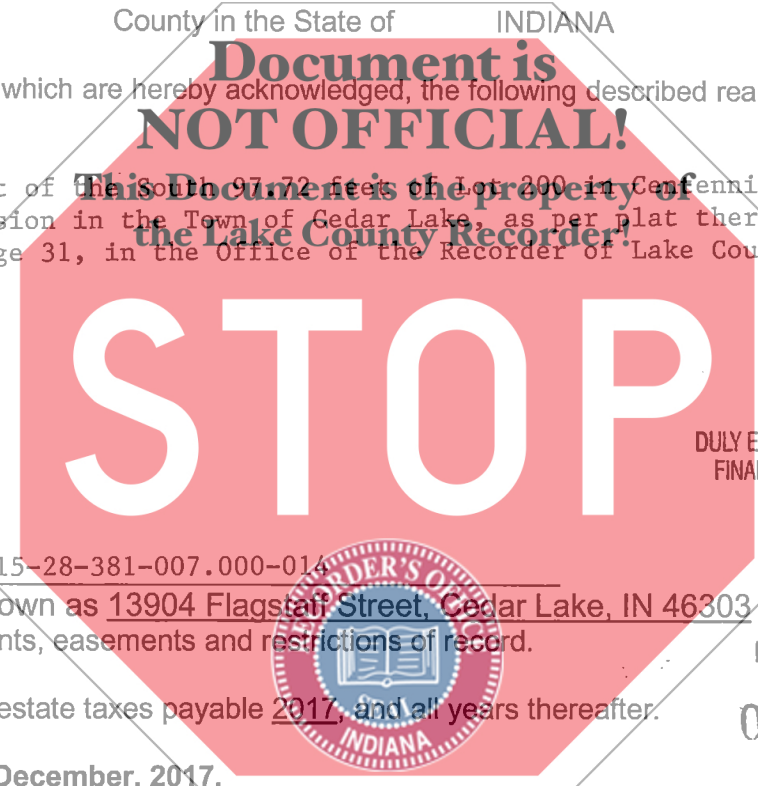 County in the State of INDIANA
Document is
which are hereby acknowledged, the following described rea
NOT OFFICIAL!
This Document is the property of
of the South 97.72 feet of Lot 200 in Centenni
sion in the Town of Cedar Lake, as per plat ther
the Lake County Recorder!
ge 31, in the Office of the Recorder of Lake Cou
STOP
DULY E
FINA
15-28-381-007.000-014
own as 13904 Flagstaff Street, Cedar Lake, IN 46303
nts, easements and restrictions of record.
estate taxes payable 2017, and all years thereafter.
December, 2017.
RECORDER'S OFFICE
SEAL
INDIANA